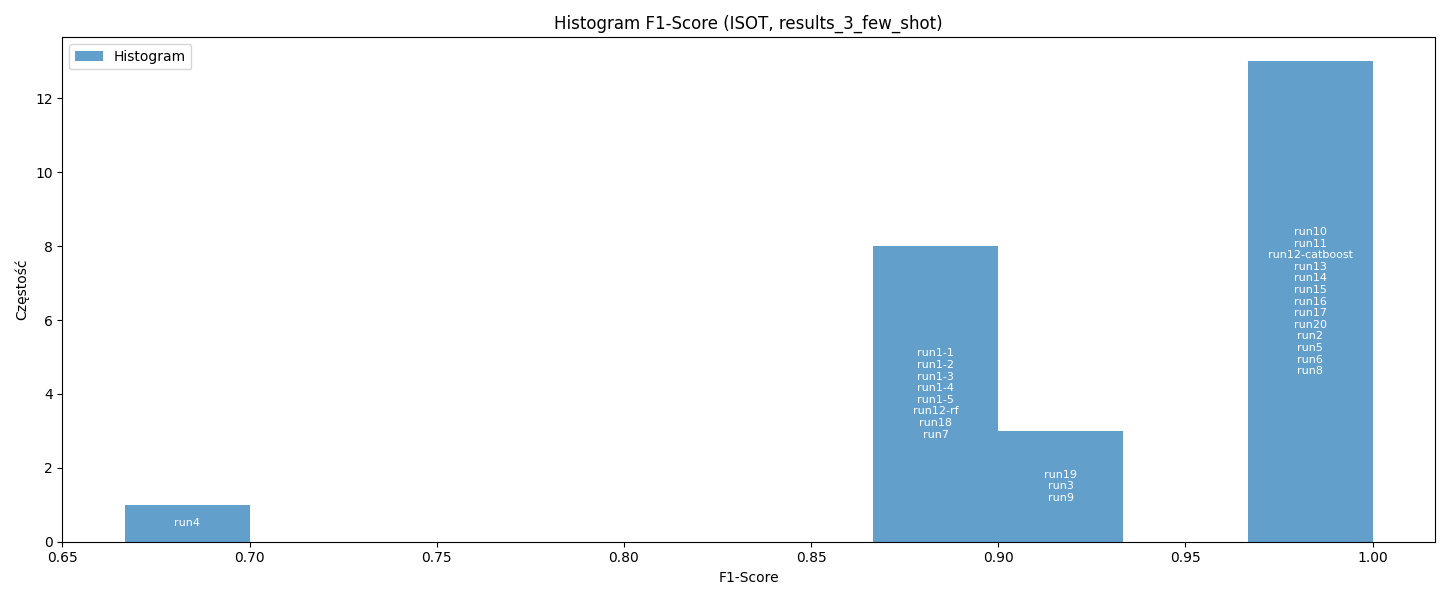 Histogram F1-Score (ISOT, results_3_few_shot)
Histogram
Częstość
12
10
8
6
4
2
0
run4
run1-1
run1-2
run1-3
run1-4
run1-5
run12-rf
run18
run7
run19
run3
run9
run10
run11
run12-catboost
run13
run14
run15
run16
run17
run20
run2
run5
run6
run8
0.65 0.70 0.75 0.80 0.85 0.90 0.95 1.00
F1-Score